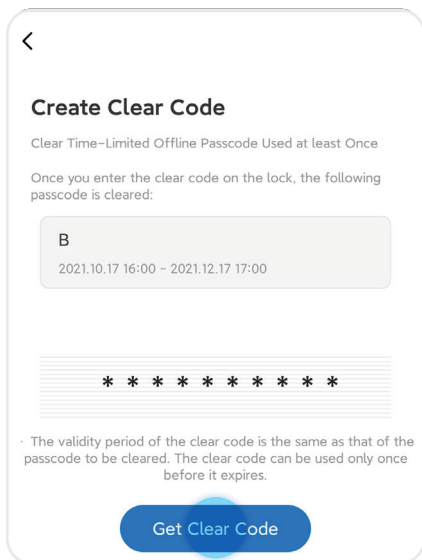 Create Clear Code
Clear Time-Limited Offline Passcode Used at least Once
Once you enter the clear code on the lock, the following
passcode is cleared:
B
2021.10.17 16:00 ~ 2021.12.17 17:00
* * * * * * * * * *
· The validity period of the clear code is the same as that of the
passcode to be cleared. The clear code can be used only once
before it expires.
Get Clear Code